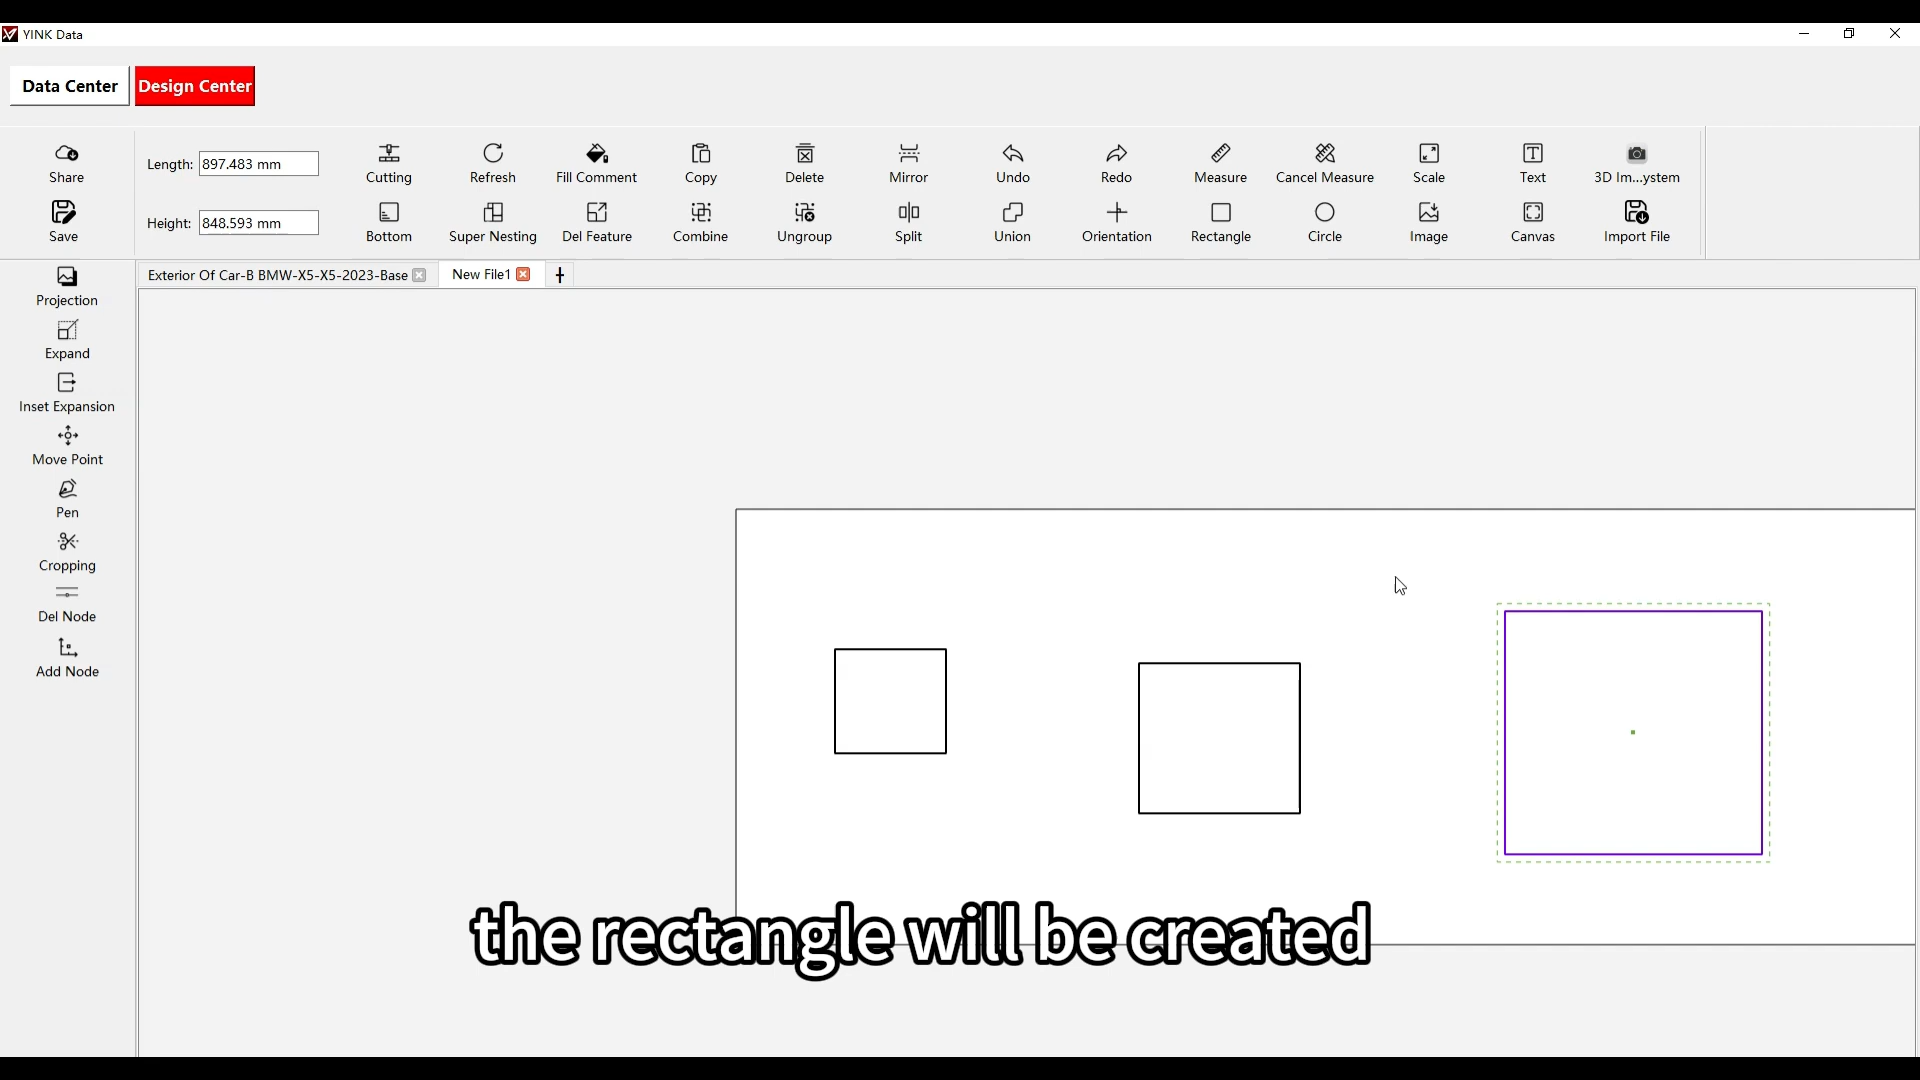 YINK Data
Data Center
Design Center
Share
Save
Length: 897.483 mm
Height: 848.593 mm
Cutting
Refresh
Fill Comment
Copy
Delete
Mirror
Undo
Redo
Measure
Cancel Measure
Scale
Text
3D Im...ystem
Bottom
Super Nesting
Del Feature
Combine
Ungroup
Split
Union
Orientation
Rectangle
Circle
Image
Canvas
Import File
Exterior Of Car-B BMW-X5-X5-2023-Base
New File1
Projection
Expand
Inset Expansion
Move Point
Pen
Cropping
Del Node
Add Node
the rectangle will be created